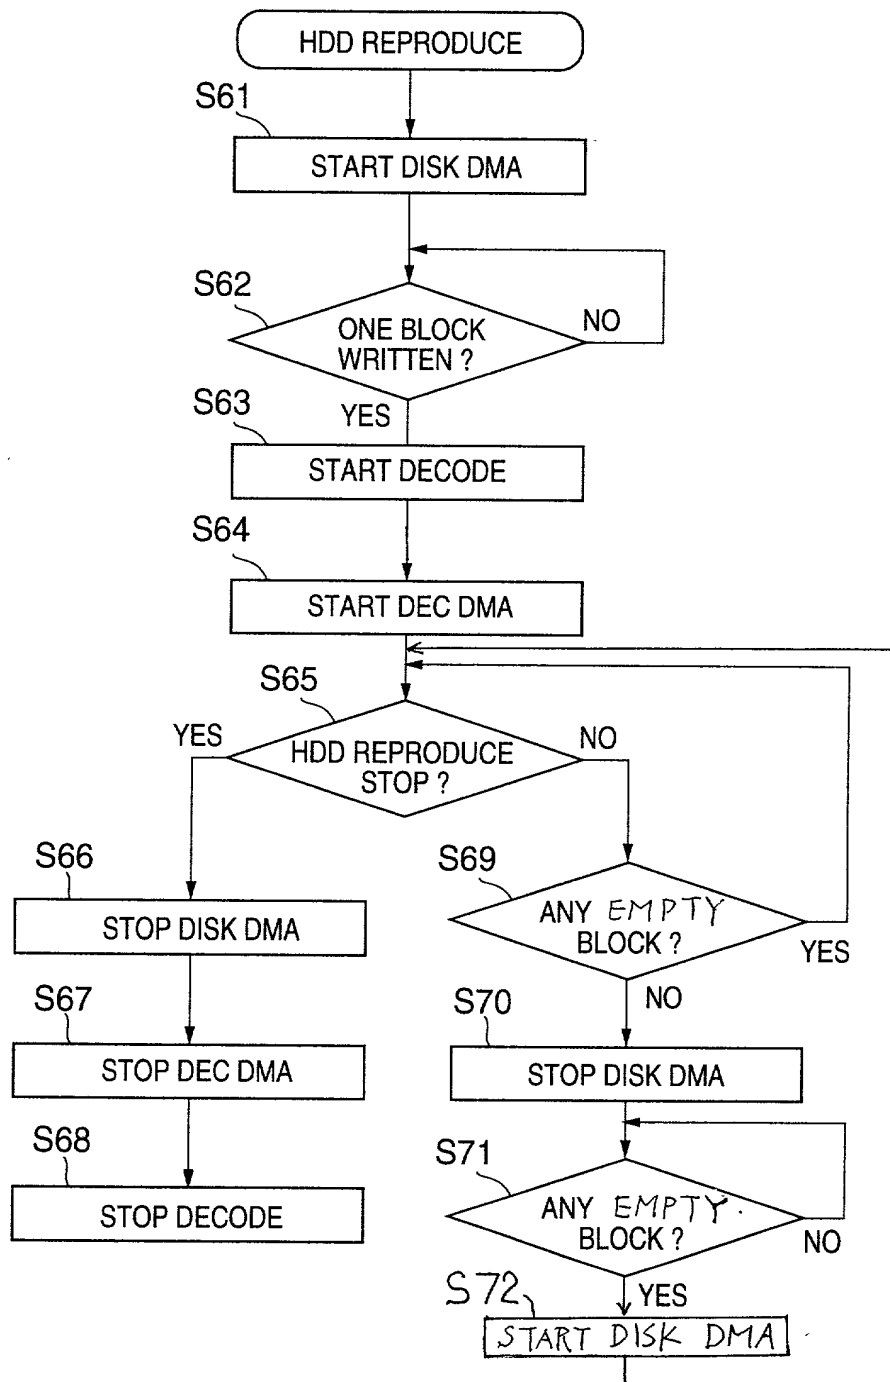 HDD REPRODUCE
S61
START DISK DMA
S62
ONE BLOCK
WRITTEN ?
NO
YES
S63
START DECODE
S64
START DEC DMA
S65
HDD REPRODUCE
STOP ?
YES
NO
S66
STOP DISK DMA
S67
STOP DEC DMA
S68
STOP DECODE
S69
ANY EMPTY
BLOCK ?
YES
NO
S70
STOP DISK DMA
S71
ANY EMPTY
BLOCK ?
NO
YES
S72
START DISK DMA